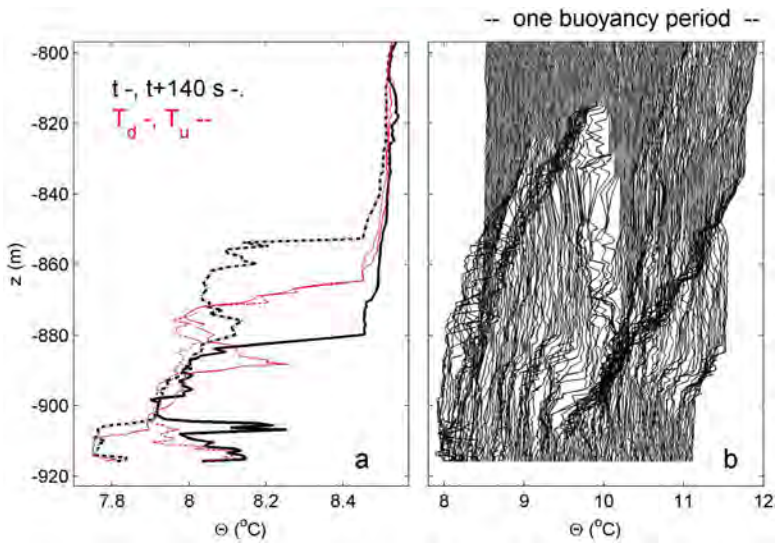 -- one buoyancy period --
-800
-820
-840
-860
-880
-900
-920
z (m)
t -, t+140 s -.
T_d -, T_u --
a
b
7.8 8 8.2 8.4
Θ (°C)
8 9 10 11 12
Θ (°C)